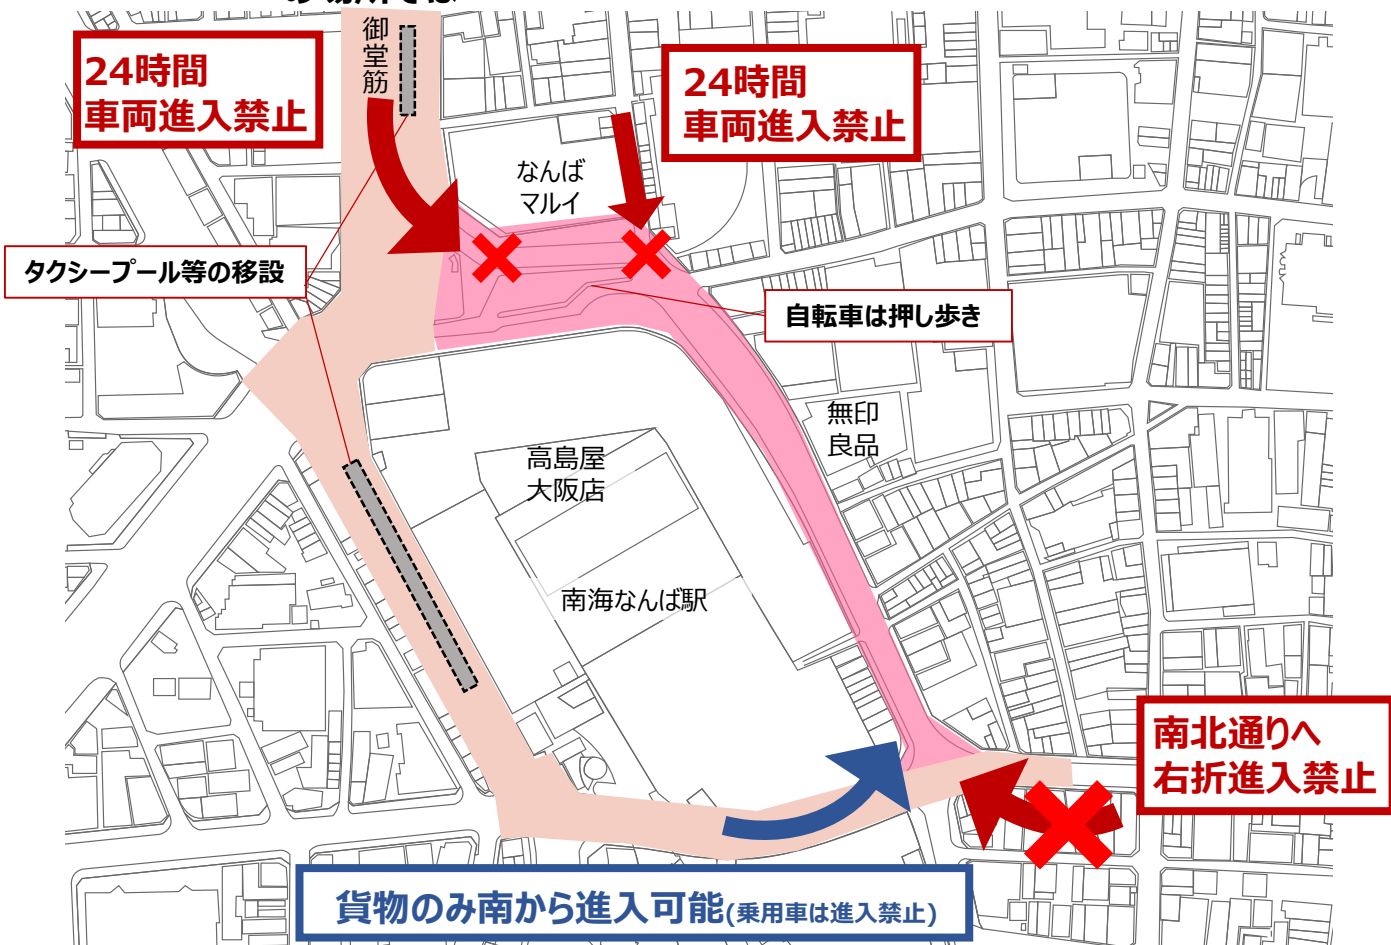 御堂筋
24時間
車両進入禁止
24時間
車両進入禁止
なんば
マルイ
タクシープール等の移設
自転車は押し歩き
無印
良品
高島屋
大阪店
南海なんば駅
南北通りへ
右折進入禁止
貨物のみ南から進入可能(乗用車は進入禁止)